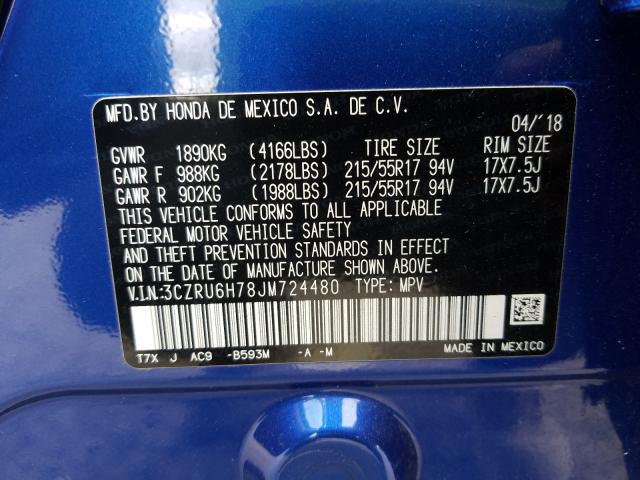 MFD.BY HONDA DE MEXICO S.A. DE C.V.
04/'18
GVWR 1890KG (4166LBS) TIRE SIZE RIM SIZE
GAWR F 988KG (2178LBS) 215/55R17 94V 17X7.5J
GAWR R 902KG (1988LBS) 215/55R17 94V 17X7.5J
THIS VEHICLE CONFORMS TO ALL APPLICABLE
FEDERAL MOTOR VEHICLE SAFETY
AND THEFT PREVENTION STANDARDS IN EFFECT
ON THE DATE OF MANUFACTURE SHOWN ABOVE.
V.I.N:3CZRU6H78JM724480 TYPE: MPV
T7X J AC9 -B593M -A -M MADE IN MEXICO